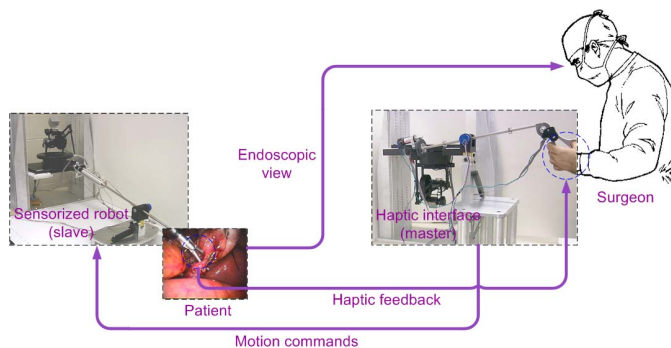 Endoscopic
view
Surgeon
Sensorized robot
(slave)
Haptic interface
(master)
Patient
Haptic feedback
Motion commands